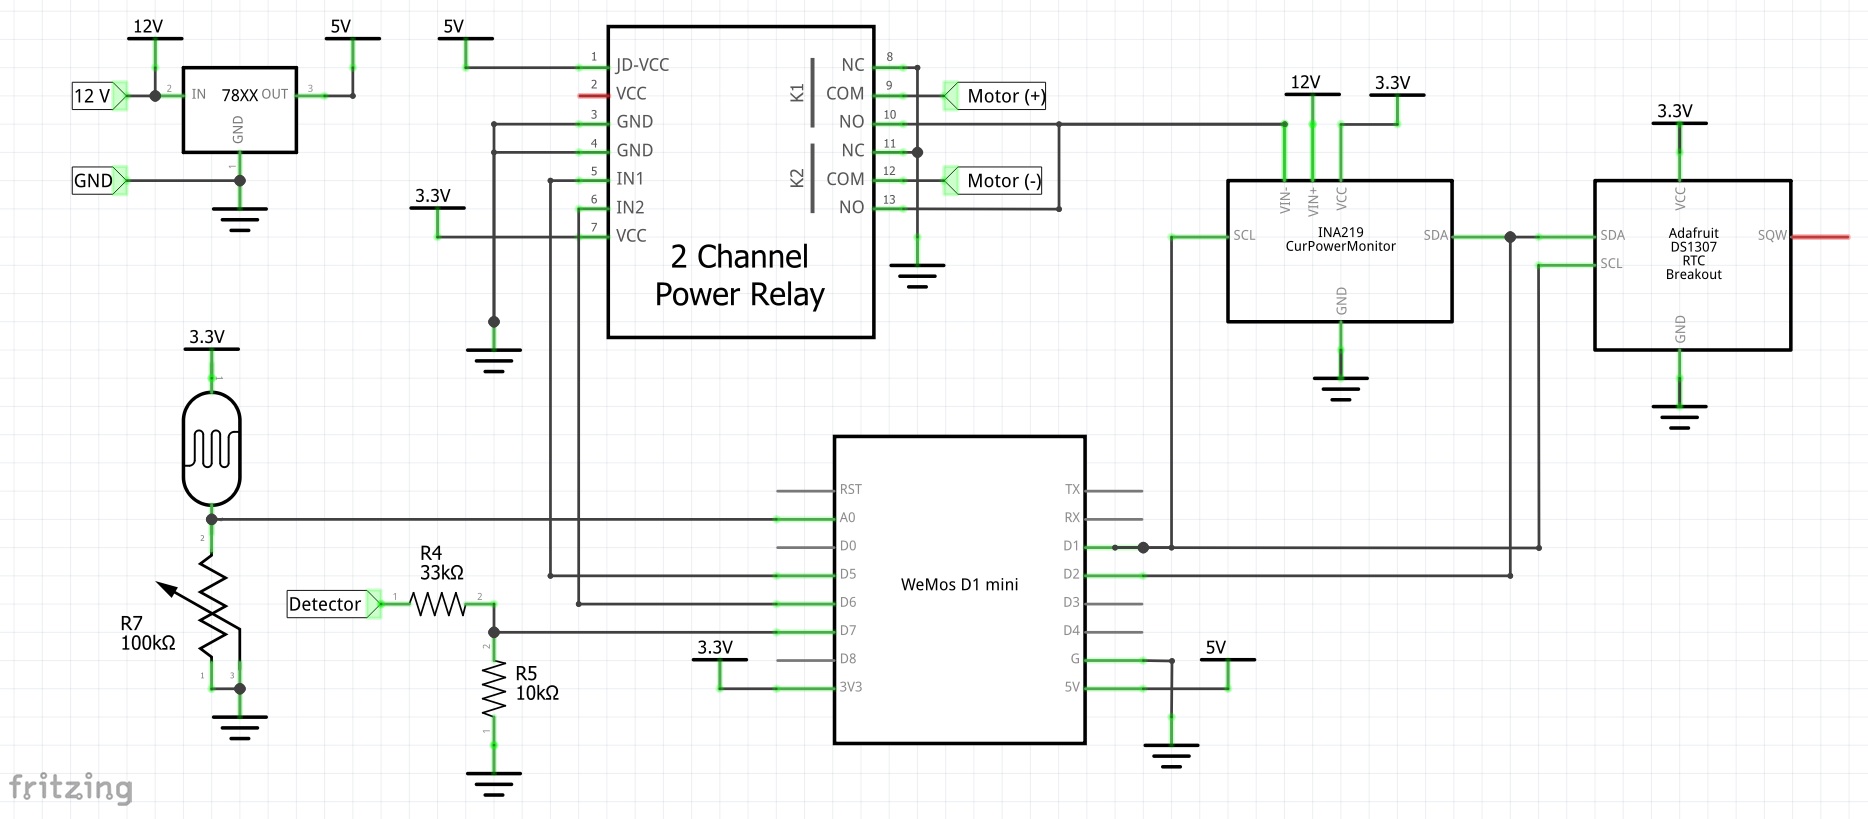 12V
5V
12 V
2
IN
78XX
OUT
3
GND
1
GND
5V
3.3V
1
JD-VCC
2
VCC
3
GND
4
GND
5
IN1
6
IN2
7
VCC
K1
K2
NC
8
COM
9
NO
10
NC
11
COM
12
NO
13
2 Channel
Power Relay
Motor (+)
Motor (-)
12V
3.3V
VIN-
VIN+
VCC
SCL
INA219
CurPowerMonitor
SDA
GND
3.3V
VCC
SDA
SCL
Adafruit
DS1307
RTC
Breakout
SQW
GND
3.3V
1
2
R7
100kΩ
1
3
Detector
1
R4
33kΩ
2
2
R5
10kΩ
1
3.3V
RST
A0
D0
D5
D6
D7
D8
3V3
WeMos D1 mini
TX
RX
D1
D2
D3
D4
G
5V
5V
fritzing